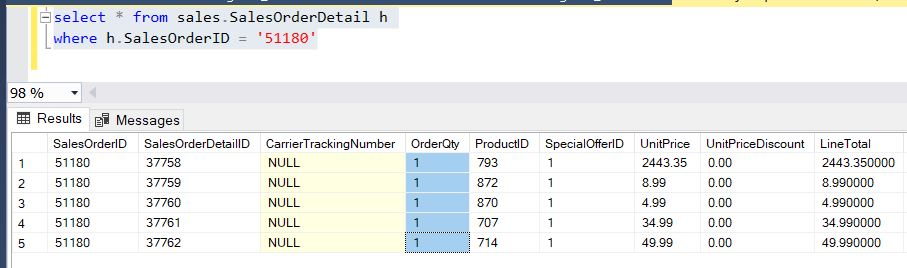 select * from sales.SalesOrderDetail h
where h.SalesOrderID = '51180'
98 %
Results Messages
SalesOrderID SalesOrderDetailID CarrierTrackingNumber OrderQty ProductID SpecialOfferID UnitPrice UnitPriceDiscount LineTotal
1 51180 37758 NULL 1 793 1 2443.35 0.00 2443.350000
2 51180 37759 NULL 1 872 1 8.99 0.00 8.990000
3 51180 37760 NULL 1 870 1 4.99 0.00 4.990000
4 51180 37761 NULL 1 707 1 34.99 0.00 34.990000
5 51180 37762 NULL 1 714 1 49.99 0.00 49.990000